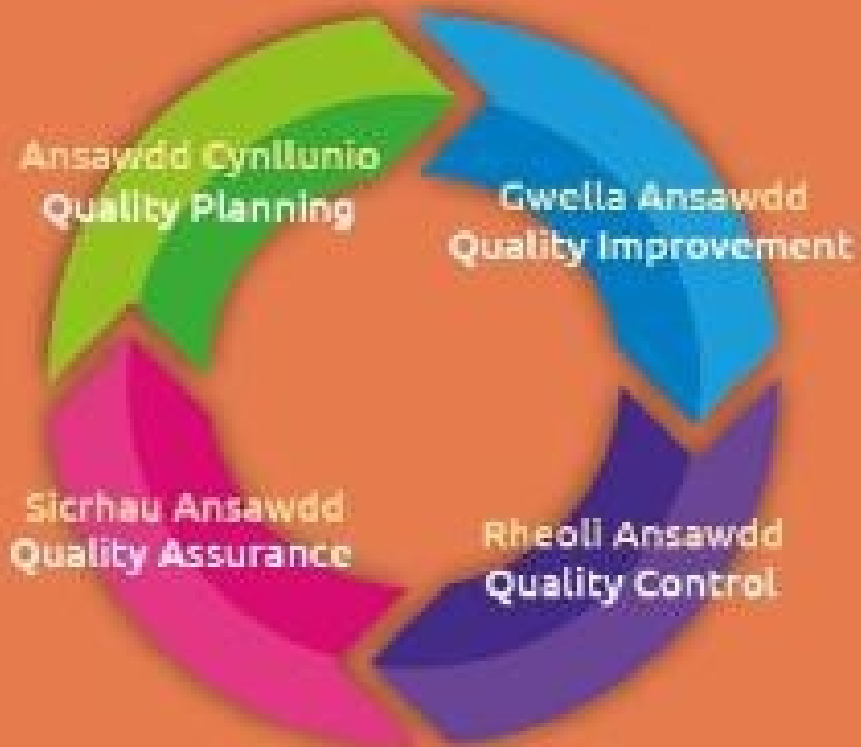 Ansawdd Cynllunio
Quality Planning
Gwella Ansawdd
Quality Improvement
Rheoli Ansawdd
Quality Control
Sicrhau Ansawdd
Quality Assurance